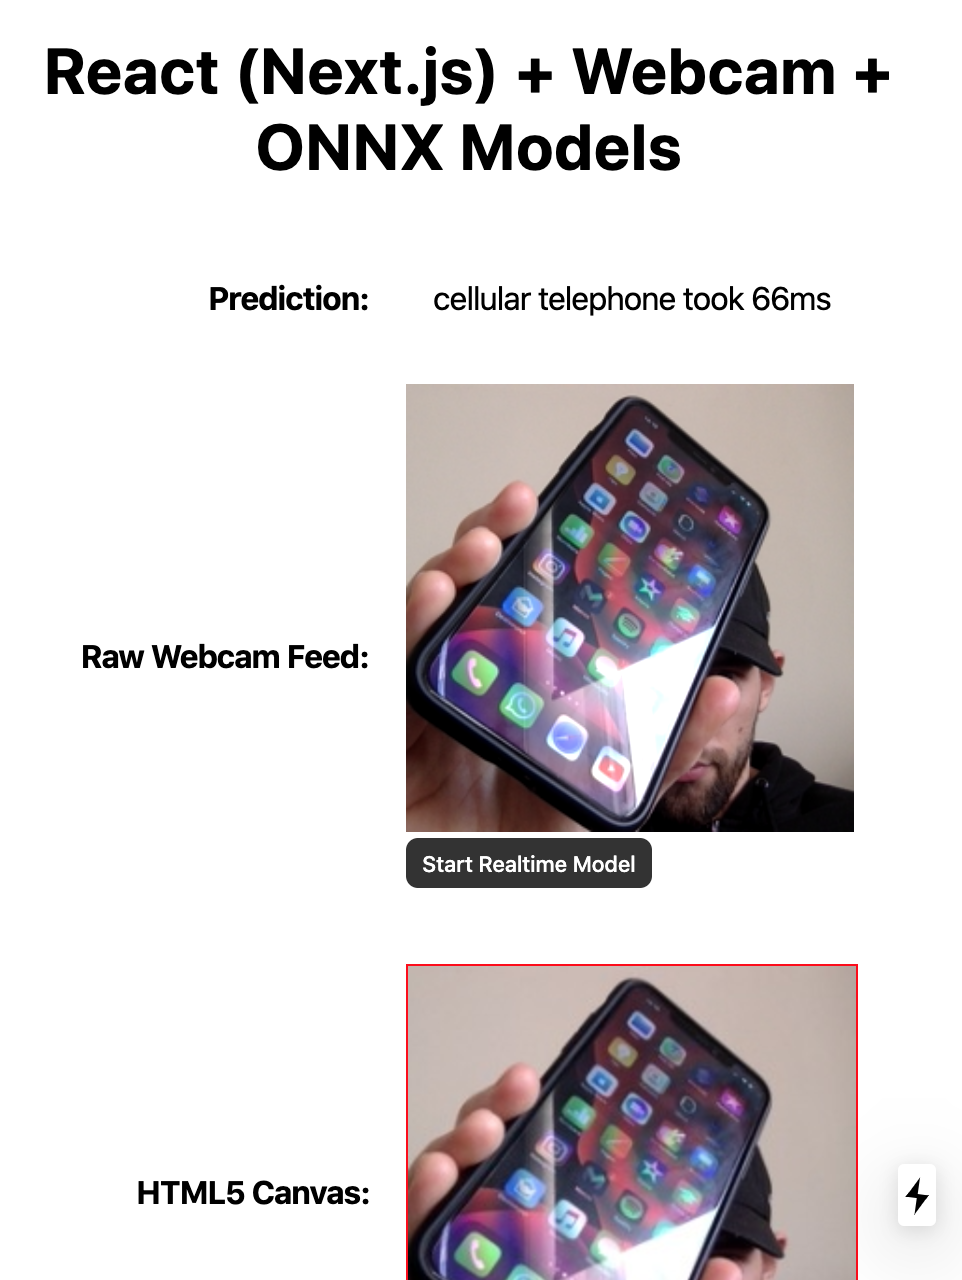 React (Next.js) + Webcam +
ONNX Models
Prediction:
cellular telephone took 66ms
Raw Webcam Feed:
Start Realtime Model
HTML5 Canvas: